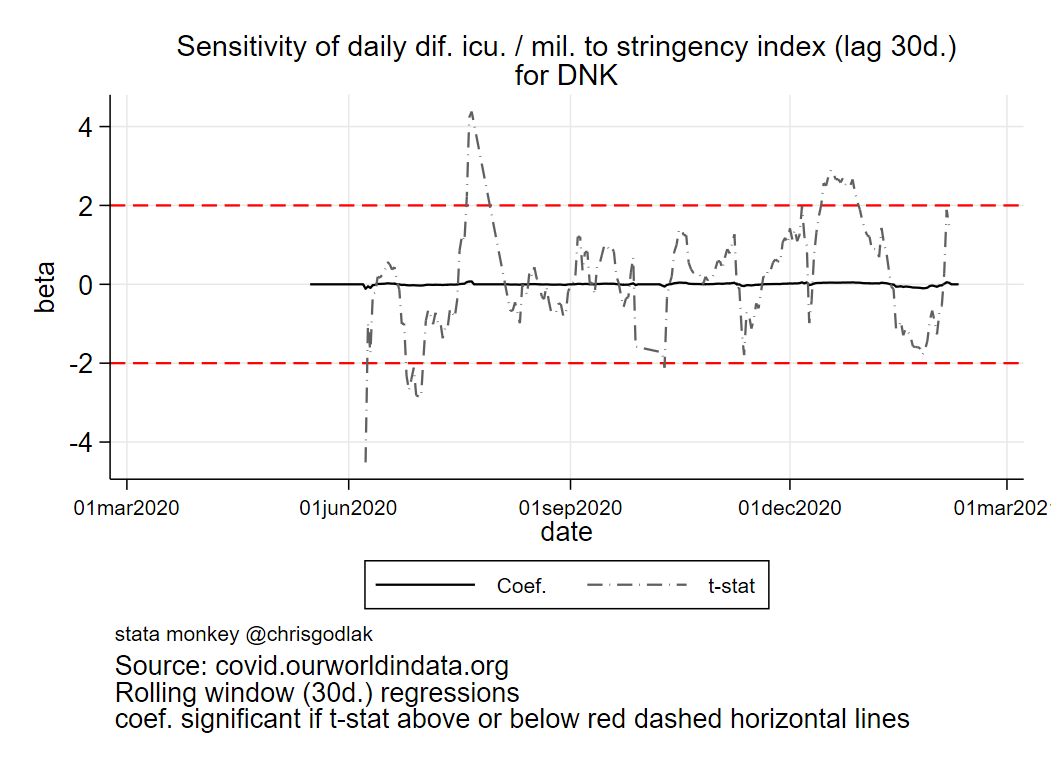 Sensitivity of daily dif. icu. / mil. to stringency index (lag 30d.)
for DNK
beta
4
2
0
-2
-4
01mar2020 01jun2020 01sep2020 01dec2020 01mar202
date
Coef. t-stat
stata monkey @chrisgodlak
Source: covid.ourworldindata.org
Rolling window (30d.) regressions
coef. significant if t-stat above or below red dashed horizontal lines